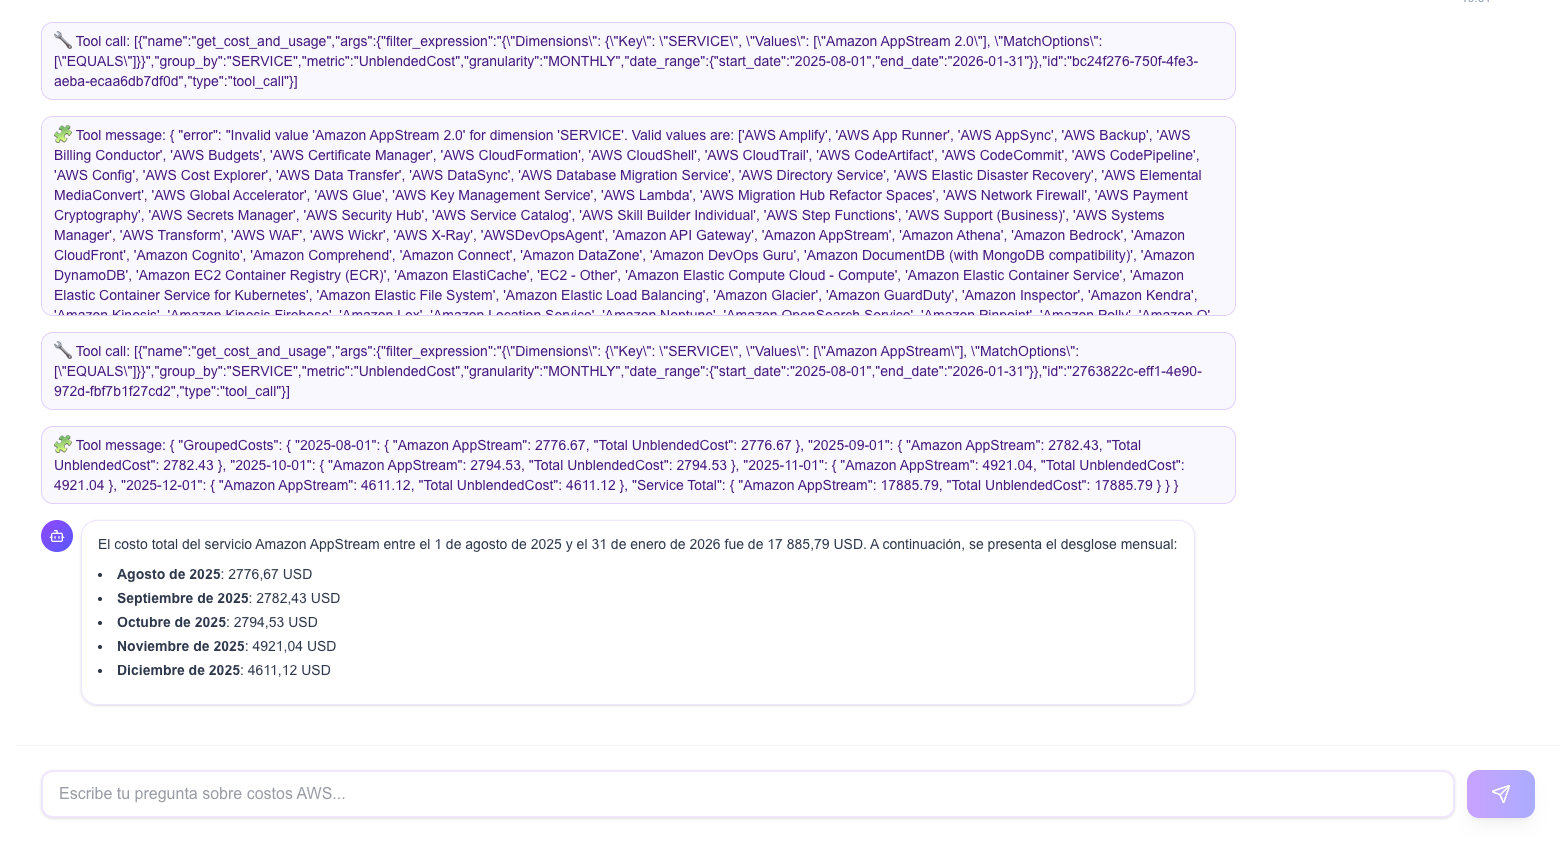 Tool call: [{"name":"get_cost_and_usage","args":{"filter_expression":"{\"Dimensions\": {\"Key\": \"SERVICE\", \"Values\": [\"Amazon AppStream 2.0\"], \"MatchOptions\":
[\"EQUALS\"]}}","group_by":"SERVICE","metric":"UnblendedCost","granularity":"MONTHLY","date_range":{"start_date":"2025-08-01","end_date":"2026-01-31"}},"id":"bc24f276-750f-4fe3-
aeba-ecaa6db7df0d","type":"tool_call"}]
Tool message: { "error": "Invalid value 'Amazon AppStream 2.0' for dimension 'SERVICE'. Valid values are: ['AWS Amplify', 'AWS App Runner', 'AWS AppSync', 'AWS Backup', 'AWS
Billing Conductor', 'AWS Budgets', 'AWS Certificate Manager', 'AWS CloudFormation', 'AWS CloudShell', 'AWS CloudTrail', 'AWS CodeArtifact', 'AWS CodeCommit', 'AWS CodePipeline',
'AWS Config', 'AWS Cost Explorer', 'AWS Data Transfer', 'AWS DataSync', 'AWS Database Migration Service', 'AWS Directory Service', 'AWS Elastic Disaster Recovery', 'AWS Elemental
MediaConvert', 'AWS Global Accelerator', 'AWS Glue', 'AWS Key Management Service', 'AWS Lambda', 'AWS Migration Hub Refactor Spaces', 'AWS Network Firewall', 'AWS Payment
Cryptography', 'AWS Secrets Manager', 'AWS Security Hub', 'AWS Service Catalog', 'AWS Skill Builder Individual', 'AWS Step Functions', 'AWS Support (Business)', 'AWS Systems
Manager', 'AWS Transform', 'AWS WAF', 'AWS Wickr', 'AWS X-Ray', 'AWSDevOpsAgent', 'Amazon API Gateway', 'Amazon AppStream', 'Amazon Athena', 'Amazon Bedrock', 'Amazon
CloudFront', 'Amazon Cognito', 'Amazon Comprehend', 'Amazon Connect', 'Amazon DataZone', 'Amazon DevOps Guru', 'Amazon DocumentDB (with MongoDB compatibility)', 'Amazon
DynamoDB', 'Amazon EC2 Container Registry (ECR)', 'Amazon ElastiCache', 'EC2 - Other', 'Amazon Elastic Compute Cloud - Compute', 'Amazon Elastic Container Service', 'Amazon
Elastic Container Service for Kubernetes', 'Amazon Elastic File System', 'Amazon Elastic Load Balancing', 'Amazon Glacier', 'Amazon GuardDuty', 'Amazon Inspector', 'Amazon Kendra',
'Amazon Kinesis', 'Amazon Kinesis Firehose', 'Amazon Lex', 'Amazon Location Service', 'Amazon Neptune', 'Amazon OpenSearch Service', 'Amazon Pinpoint', 'Amazon Polly', 'Amazon Q'
Tool call: [{"name":"get_cost_and_usage","args":{"filter_expression":"{\"Dimensions\": {\"Key\": \"SERVICE\", \"Values\": [\"Amazon AppStream\"], \"MatchOptions\":
[\"EQUALS\"]}}","group_by":"SERVICE","metric":"UnblendedCost","granularity":"MONTHLY","date_range":{"start_date":"2025-08-01","end_date":"2026-01-31"}},"id":"2763822c-eff1-4e90-
972d-fbf7b1f27cd2","type":"tool_call"}]
Tool message: { "GroupedCosts": { "2025-08-01": { "Amazon AppStream": 2776.67, "Total UnblendedCost": 2776.67 }, "2025-09-01": { "Amazon AppStream": 2782.43, "Total
UnblendedCost": 2782.43 }, "2025-10-01": { "Amazon AppStream": 2794.53, "Total UnblendedCost": 2794.53 }, "2025-11-01": { "Amazon AppStream": 4921.04, "Total UnblendedCost":
4921.04 }, "2025-12-01": { "Amazon AppStream": 4611.12, "Total UnblendedCost": 4611.12 }, "Service Total": { "Amazon AppStream": 17885.79, "Total UnblendedCost": 17885.79 } } }
El costo total del servicio Amazon AppStream entre el 1 de agosto de 2025 y el 31 de enero de 2026 fue de 17 885,79 USD. A continuación, se presenta el desglose mensual:
• Agosto de 2025: 2776,67 USD
• Septiembre de 2025: 2782,43 USD
• Octubre de 2025: 2794,53 USD
• Noviembre de 2025: 4921,04 USD
• Diciembre de 2025: 4611,12 USD
Escribe tu pregunta sobre costos AWS...